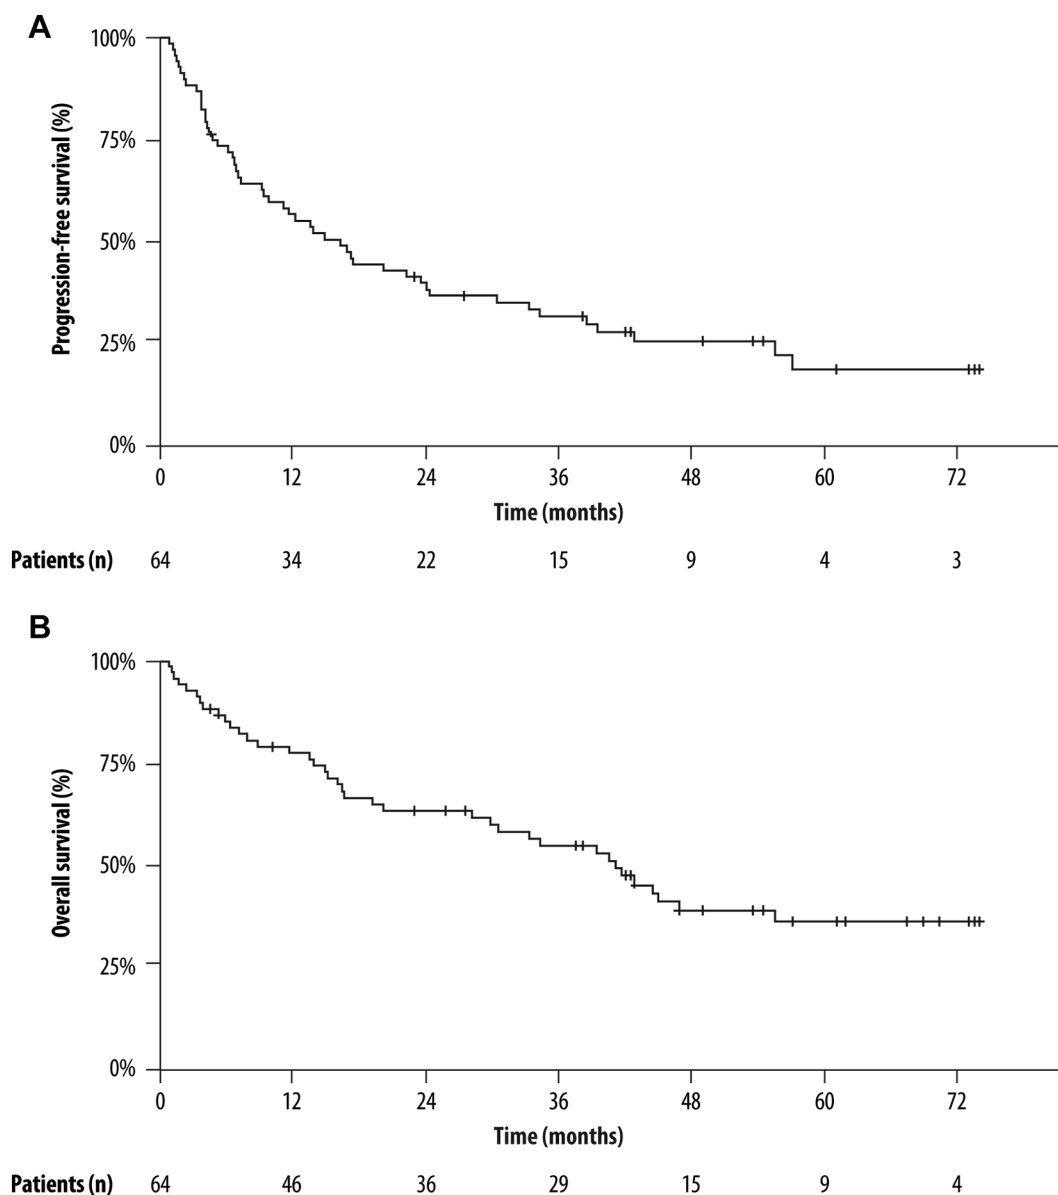 A
Progression-free survival (%)
100%
75%
50%
25%
0%
0 12 24 36 48 60 72
Time (months)
Patients (n) 64 34 22 15 9 4 3
B
Overall survival (%)
100%
75%
50%
25%
0%
0 12 24 36 48 60 72
Time (months)
Patients (n) 64 46 36 29 15 9 4